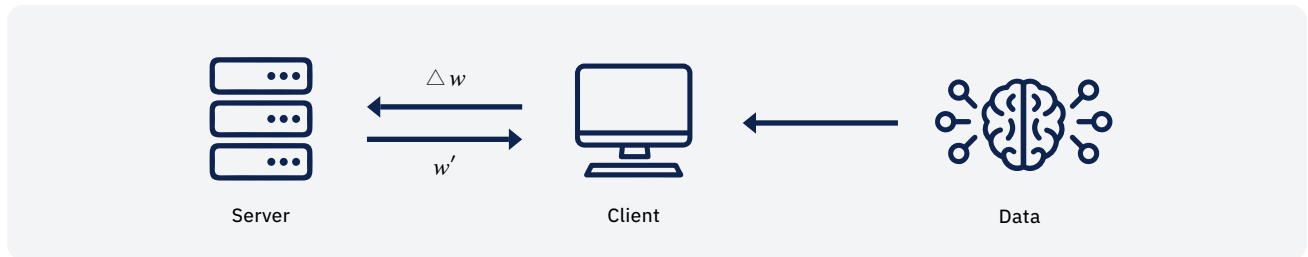 △ w
w′
Server
Client
Data